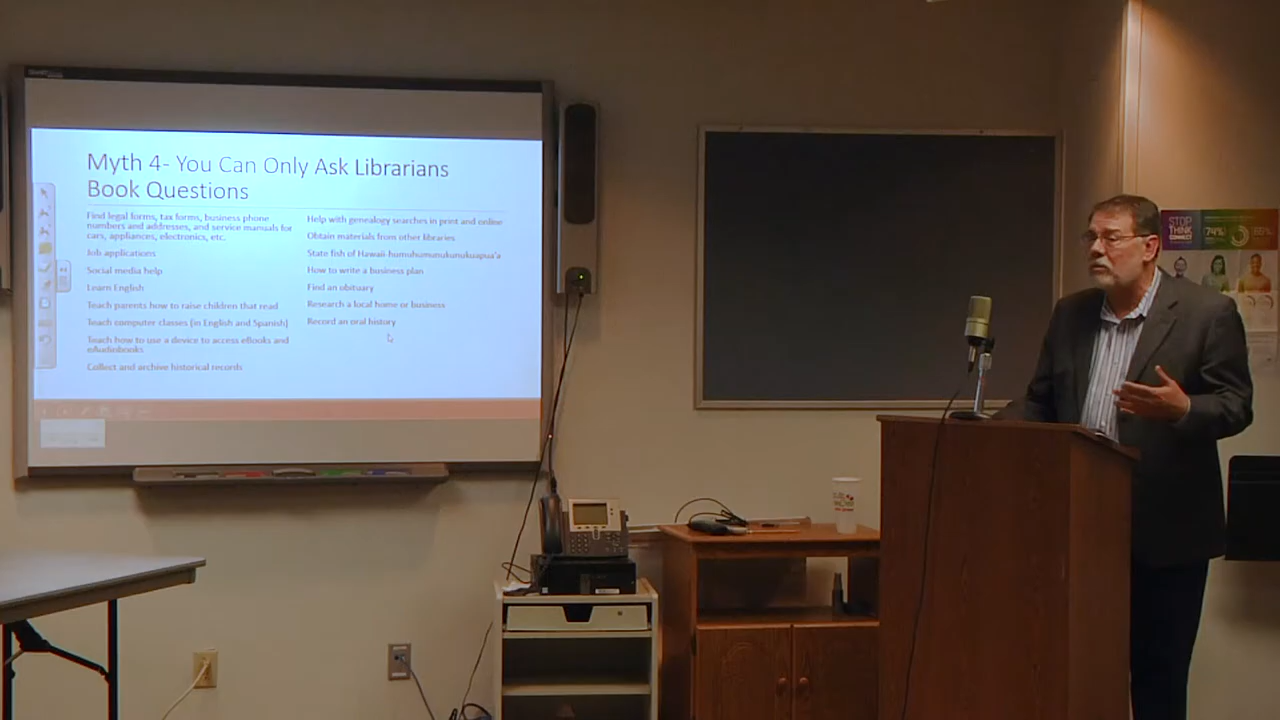 Myth 4- You Can Only Ask Librarians
Book Questions
Find legal forms, tax forms, business phone
numbers and addresses, and service manuals for
cars, appliances, electronics, etc.
Job applications
Social media help
Learn English
Teach parents how to raise children that read
Teach computer classes (in English and Spanish)
Teach how to use a device to access eBooks and
eAudiobooks
Collect and archive historical records
Help with genealogy searches in print and online
Obtain materials from other libraries
State fish of Hawaii-humuhumunukunukuapua'a
How to write a business plan
Find an obituary
Research a local home or business
Record an oral history
STOP
THINK
CONNECT
74%
66%